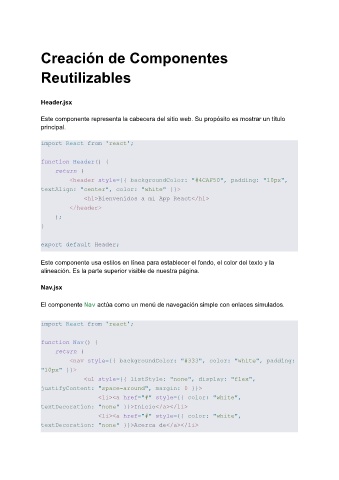 Creación de Componentes
Reutilizables
Header.jsx
Este componente representa la cabecera del sitio web. Su propósito es mostrar un título
principal.
import React from 'react';
function Header() {
return (
<header style={{ backgroundColor: "#4CAF50", padding: "10px",
textAlign: "center", color: "white" }}>
<h1>Bienvenidos a mi App React</h1>
</header>
);
}
export default Header;
Este componente usa estilos en línea para establecer el fondo, el color del texto y la
alineación. Es la parte superior visible de nuestra página.
Nav.jsx
El componente Nav actúa como un menú de navegación simple con enlaces simulados.
import React from 'react';
function Nav() {
return (
<nav style={{ backgroundColor: "#333", color: "white", padding:
"10px" }}>
<ul style={{ listStyle: "none", display: "flex",
justifyContent: "space-around", margin: 0 }}>
<li><a href="#" style={{ color: "white",
textDecoration: "none" }}>Inicio</a></li>
<li><a href="#" style={{ color: "white",
textDecoration: "none" }}>Acerca de</a></li>